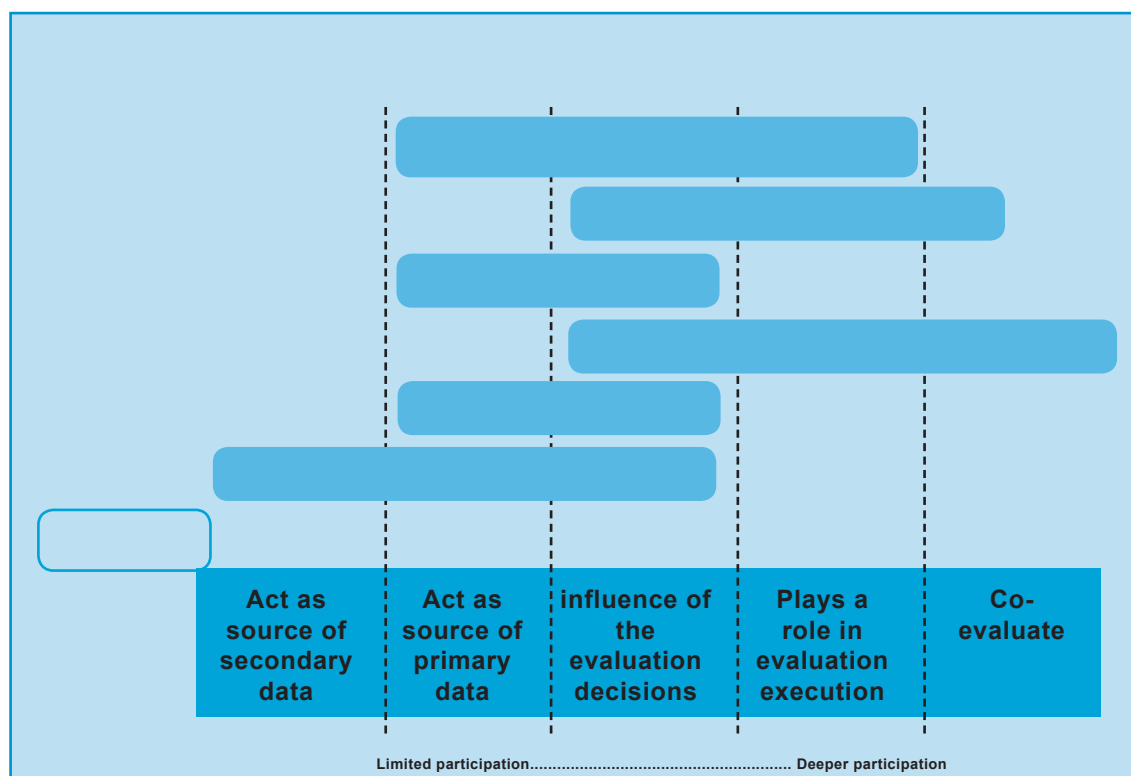 Act as
source of
secondary
data
Act as
source of
primary
data
influence of
the
evaluation
decisions
Plays a
role in
evaluation
execution
Co-
evaluate
Limited participation.............................................................. Deeper participation